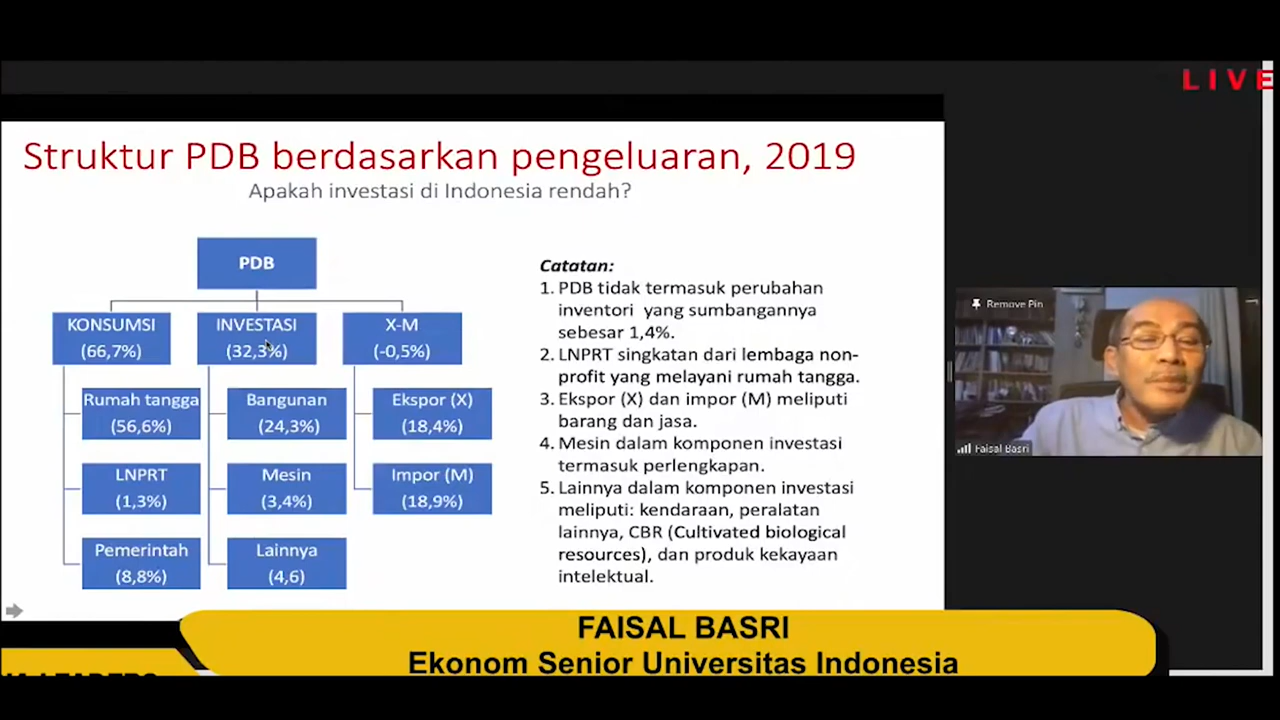 LIVE
Struktur PDB berdasarkan pengeluaran, 2019
Apakah investasi di Indonesia rendah?
PDB
KONSUMSI
(66,7%)
INVESTASI
(32,3%)
X-M
(-0,5%)
Rumah tangga
(56,6%)
Bangunan
(24,3%)
Ekspor (X)
(18,4%)
LNPRT
(1,3%)
Mesin
(3,4%)
Impor (M)
(18,9%)
Pemerintah
(8,8%)
Lainnya
(4,6)
Catatan:
1. PDB tidak termasuk perubahan
inventori yang sumbangannya
sebesar 1,4%.
2. LNPRT singkatan dari lembaga non-
profit yang melayani rumah tangga.
3. Ekspor (X) dan impor (M) meliputi
barang dan jasa.
4. Mesin dalam komponen investasi
termasuk perlengkapan.
5. Lainnya dalam komponen investasi
meliputi: kendaraan, peralatan
lainnya, CBR (Cultivated biological
resources), dan produk kekayaan
intelektual.
Remove Pin
Faisal Basri
FAISAL BASRI
Ekonom Senior Universitas Indonesia